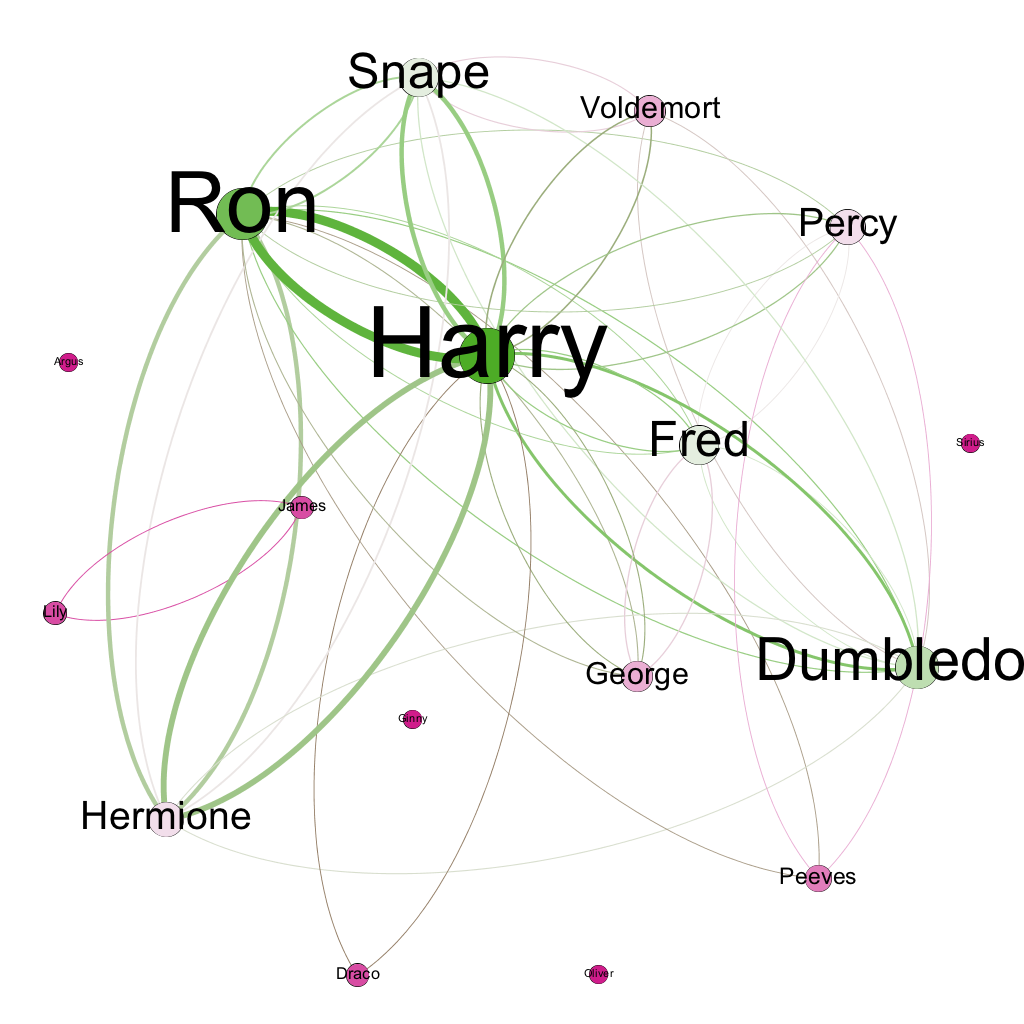 Snape
Voldemort
Ron
Percy
Harry
Argus
Fred
Sirius
James
Lily
Dumbledo
George
Ginny
Hermione
Peeves
Draco
Oliver